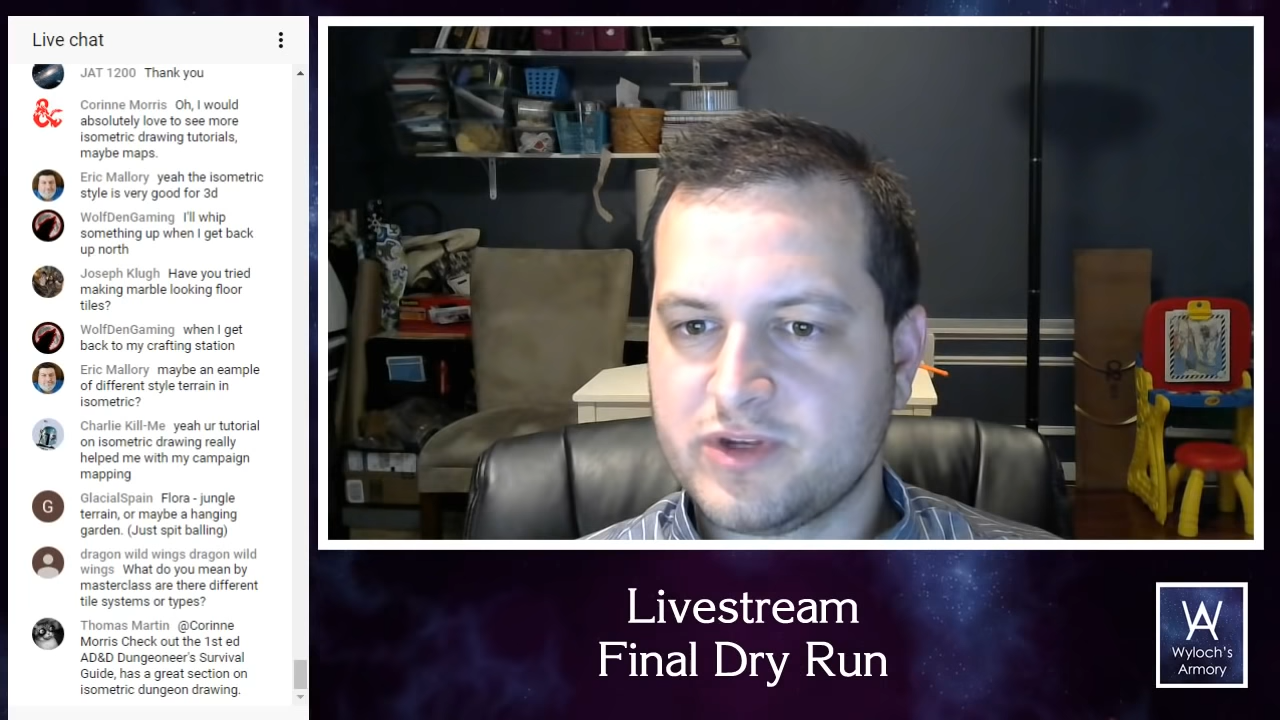 Live chat
JAT 1200 Thank you
Corinne Morris Oh, I would
absolutely love to see more
isometric drawing tutorials,
maybe maps.
Eric Mallory yeah the isometric
style is very good for 3d
WolfDenGaming I'll whip
something up when I get back
up north
Joseph Klugh Have you tried
making marble looking floor
tiles?
WolfDenGaming when I get
back to my crafting station
Eric Mallory maybe an eample
of different style terrain in
isometric?
Charlie Kill-Me yeah ur tutorial
on isometric drawing really
helped me with my campaign
mapping
G
GlacialSpain Flora - jungle
terrain, or maybe a hanging
garden. (Just spit balling)
dragon wild wings dragon wild
wings What do you mean by
masterclass are there different
tile systems or types?
Thomas Martin @Corinne
Morris Check out the 1st ed
AD&D Dungeoneer's Survival
Guide, has a great section on
isometric dungeon drawing.
Livestream
Final Dry Run
WA
Wyloch's
Armory